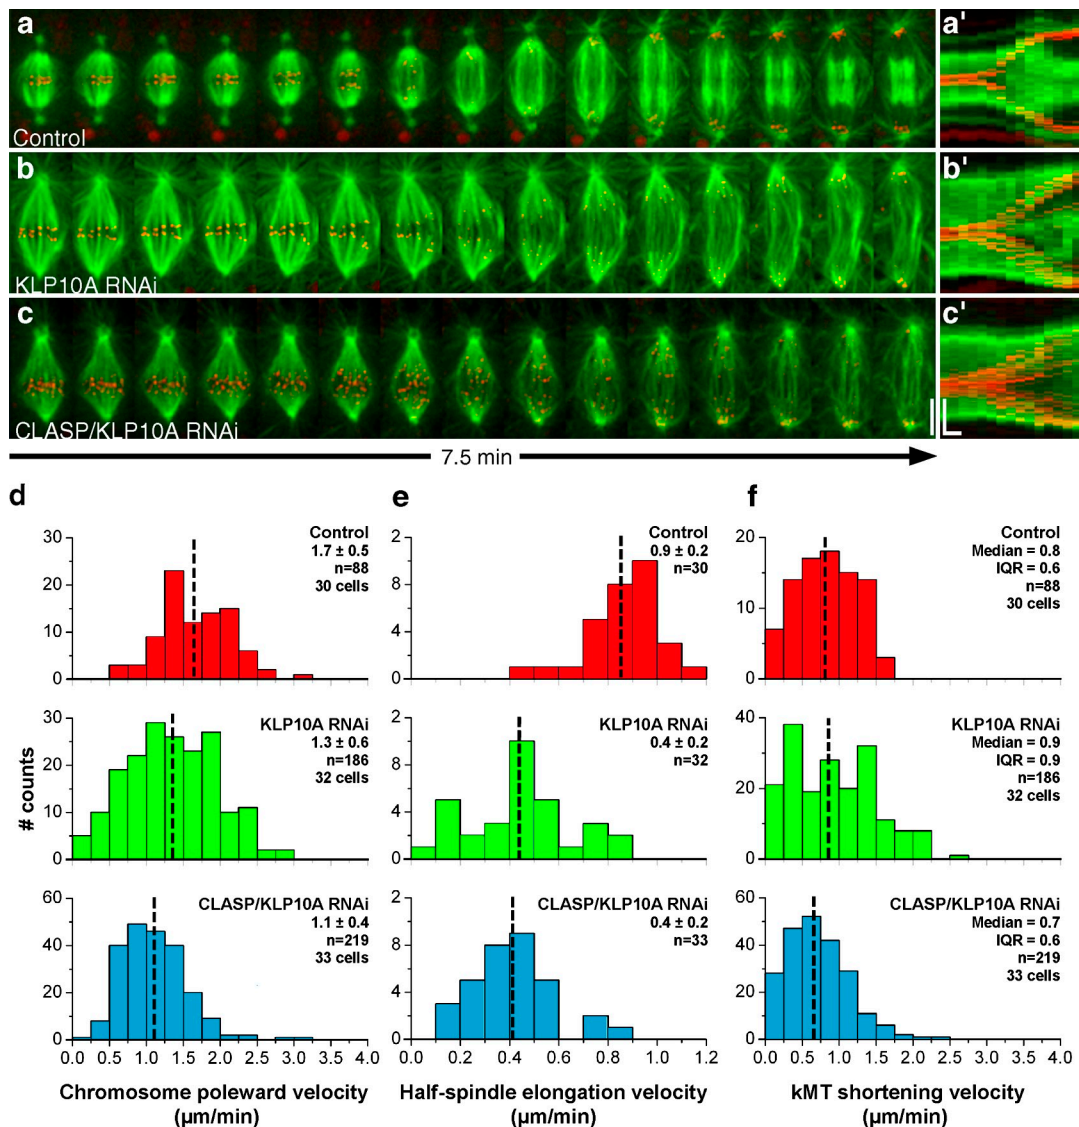 a
a'
Control
b
b'
KLP10A RNAi
c
c'
CLASP/KLP10A RNAi
7.5 min
d
e
f
# counts
30
20
10
0
Control
1.7 ± 0.5
n=88
30 cells
2
8
4
Control
0.9 ± 0.2
n=30
20
10
0
Control
Median = 0.8
IQR = 0.6
n=88
30 cells
30
20
10
0
KLP10A RNAi
1.3 ± 0.6
n=186
32 cells
2
8
4
KLP10A RNAi
0.4 ± 0.2
n=32
40
20
0
KLP10A RNAi
Median = 0.9
IQR = 0.9
n=186
32 cells
60
40
20
0
CLASP/KLP10A RNAi
1.1 ± 0.4
n=219
33 cells
0.0 0.5 1.0 1.5 2.0 2.5 3.0 3.5 4.0
Chromosome poleward velocity
(µm/min)
2
8
4
CLASP/KLP10A RNAi
0.4 ± 0.2
n=33
0.2 0.4 0.6 0.8 1.0 1.2
Half-spindle elongation velocity
(µm/min)
60
40
20
0
CLASP/KLP10A RNAi
Median = 0.7
IQR = 0.6
n=219
33 cells
0.0 0.5 1.0 1.5 2.0 2.5 3.0 3.5 4.0
kMT shortening velocity
(µm/min)